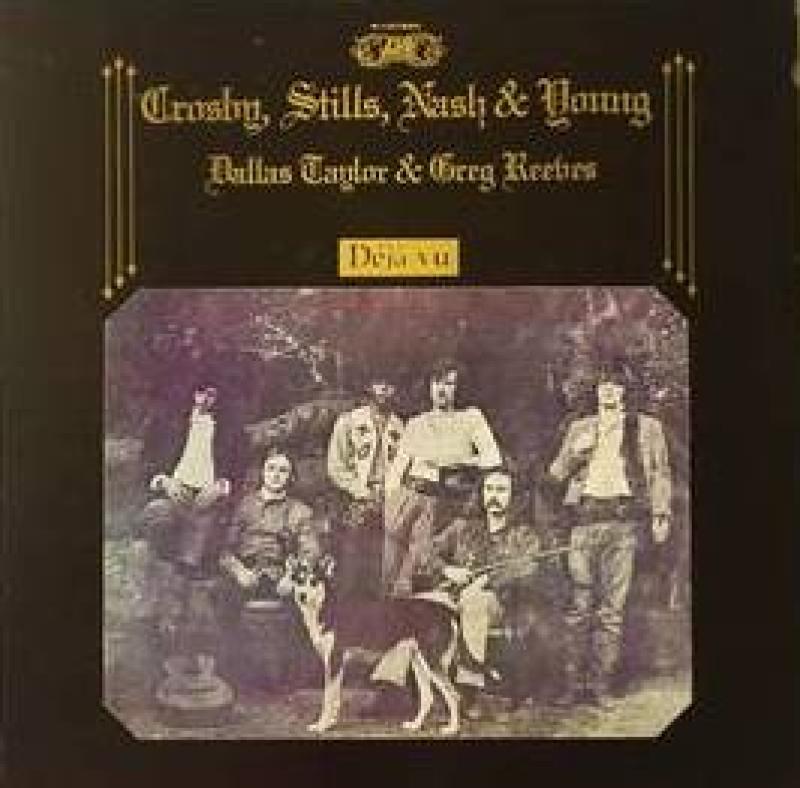 Crosby, Stills, Nash & Young
Dallas Taylor & Greg Reeves
Déjà vu